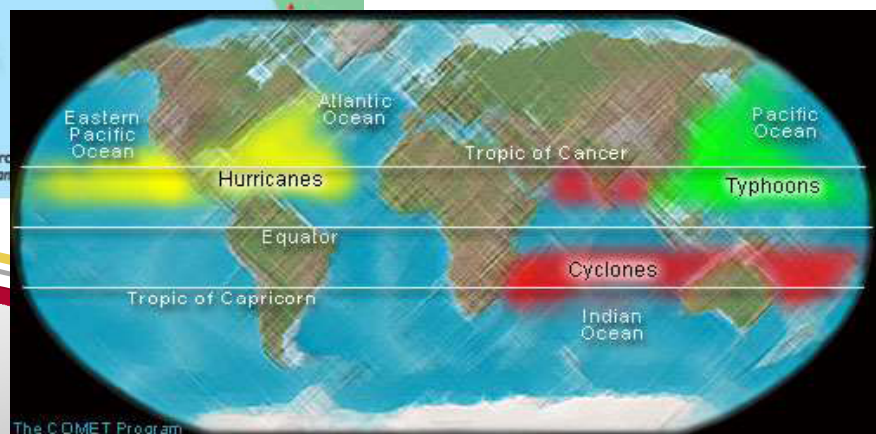 Eastern
Pacific
Ocean
Atlantic
Ocean
Pacific
Ocean
Tropic of Cancer
Hurricanes
Typhoons
Equator
Cyclones
Tropic of Capricorn
Indian
Ocean
The COMET Program